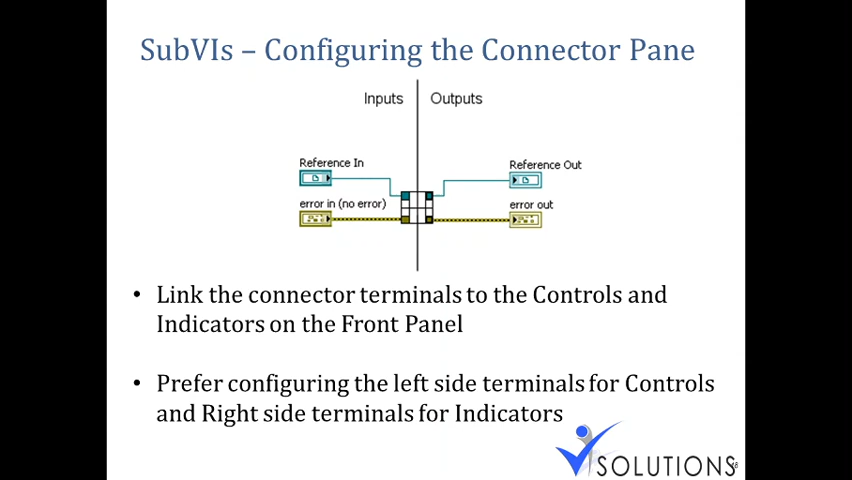 SubVIs – Configuring the Connector Pane
Inputs
Outputs
Reference In
Reference Out
error in (no error)
error out
• Link the connector terminals to the Controls and
Indicators on the Front Panel
• Prefer configuring the left side terminals for Controls
and Right side terminals for Indicators
SOLUTIONS